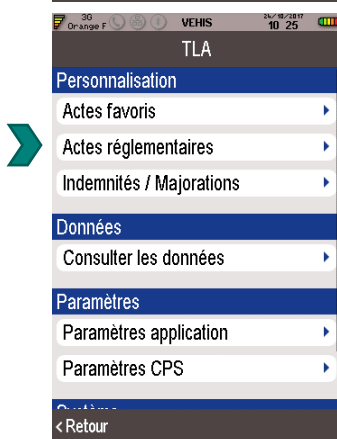 3G
Orange F VEHIS 24/10/2017
10 25
TLA
Personnalisation
Actes favoris
Actes réglementaires
Indemnités / Majorations
Données
Consulter les données
Paramètres
Paramètres application
Paramètres CPS
< Retour